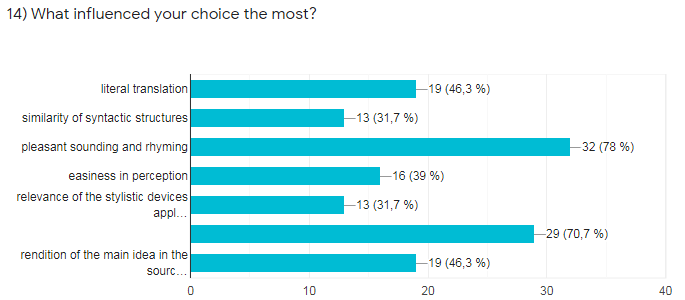 14) What influenced your choice the most?
literal translation
19 (46,3 %)
similarity of syntactic structures
13 (31,7 %)
pleasant sounding and rhyming
32 (78 %)
easiness in perception
16 (39 %)
relevance of the stylistic devices
appl...
13 (31,7 %)
29 (70,7 %)
rendition of the main idea in the
sourc...
19 (46,3 %)
0 10 20 30 40